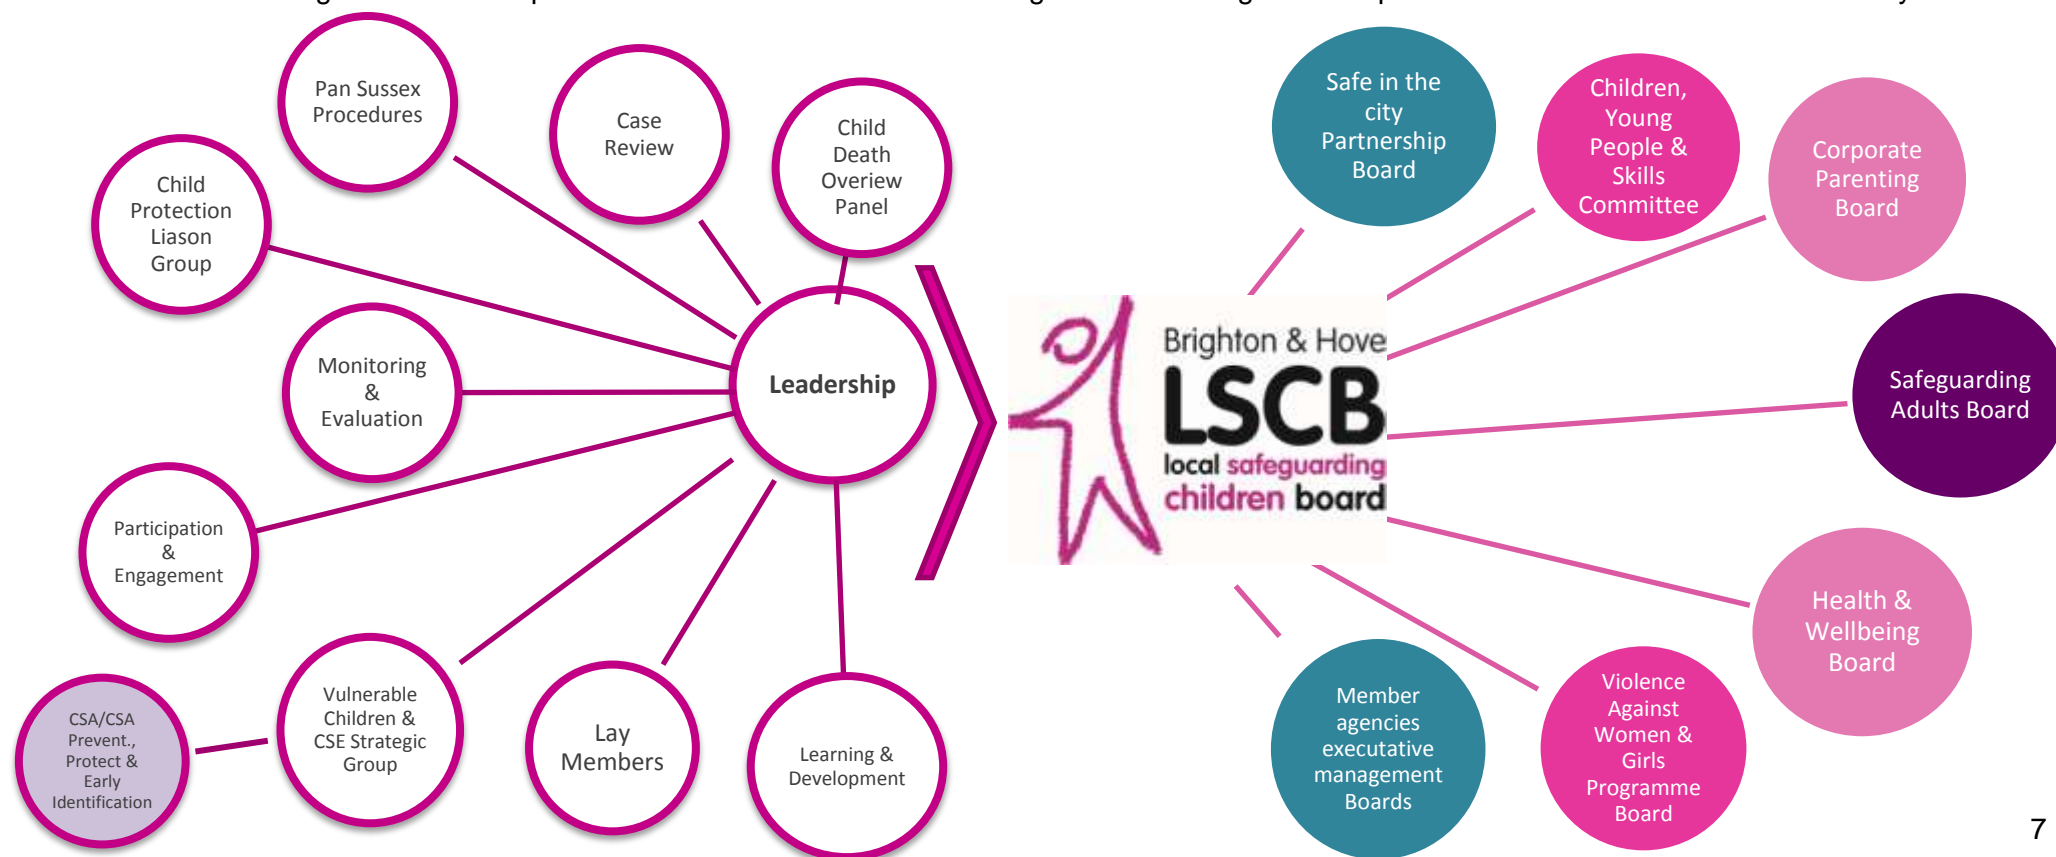 Pan Sussex
Procedures
Case
Review
Child
Death
Overiew
Panel
Child
Protection
Liason
Group
Monitoring
&
Evaluation
Leadership
Participation
&
Engagement
CSA/CSA
Prevent.,
Protect &
Early
Identification
Vulnerable
Children &
CSE Strategic
Group
Lay
Members
Learning &
Development
Brighton & Hove
LSCB
local safeguarding
children board
Safe in the
city
Partnership
Board
Children,
Young
People &
Skills
Committee
Corporate
Parenting
Board
Safeguarding
Adults Board
Health &
Wellbeing
Board
Violence
Against
Women &
Girls
Programme
Board
Member
agencies
executative
management
Boards
7